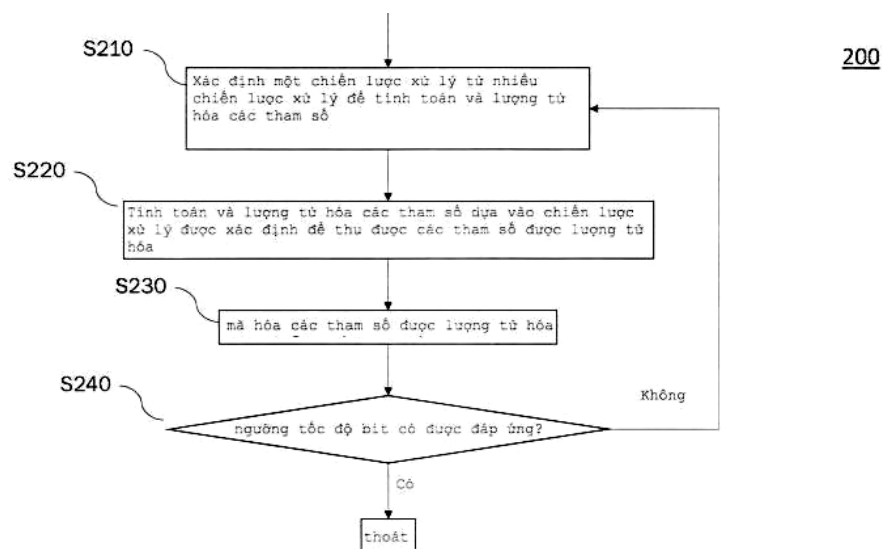 S210
200
Xác định một chiến lược xử lý từ nhiều
chiến lược xử lý để tính toán và lượng tử
hóa các tham số
S220
Tính toán và lượng tử hóa các tham số dựa vào chiến lược
xử lý được xác định để thu được các tham số được lượng tử
hóa
S230
mã hóa các tham số được lượng tử hóa
S240
Không
ngưỡng tốc độ bit có được đáp ứng?
Có
thoát